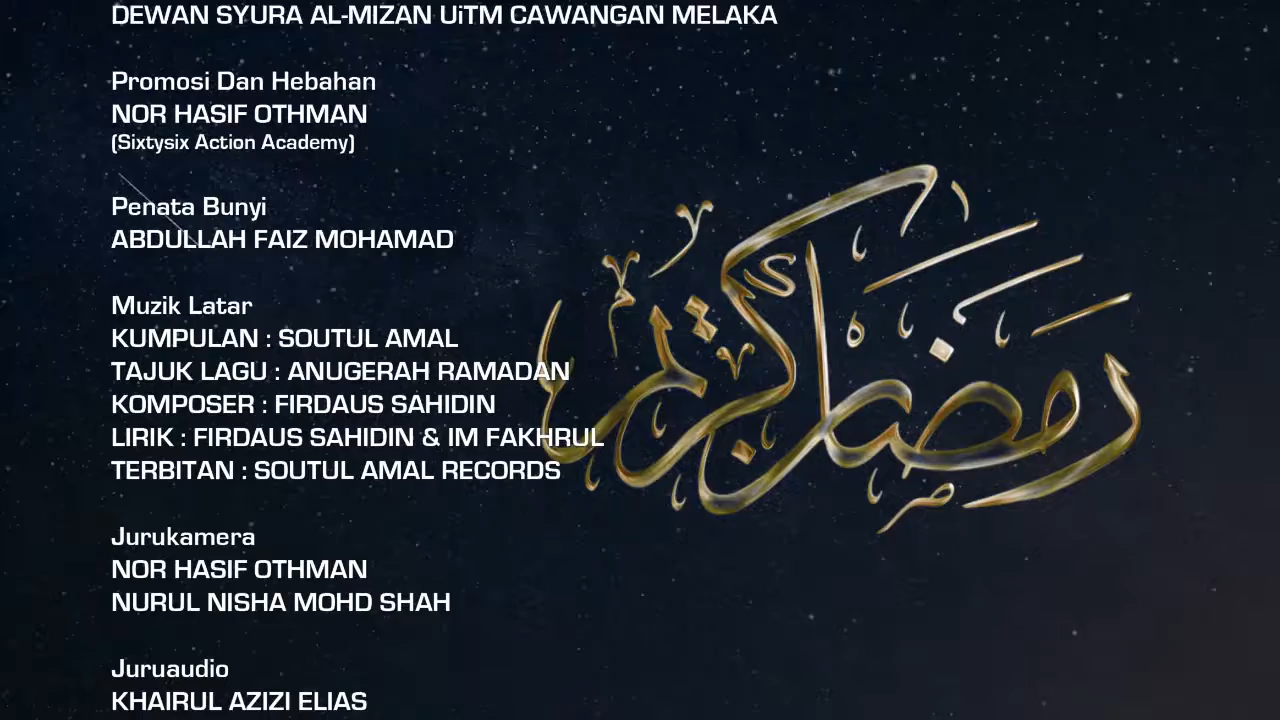 DEWAN SYURA AL-MIZAN UiTM CAWANGAN MELAKA
Promosi Dan Hebahan
NOR HASIF OTHMAN
(Sixtysix Action Academy)
Penata Bunyi
ABDULLAH FAIZ MOHAMAD
Muzik Latar
KUMPULAN : SOUTUL AMAL
TAJUK LAGU : ANUGERAH RAMADAN
KOMPOSER : FIRDAUS SAHIDIN
LIRIK : FIRDAUS SAHIDIN & IM FAKHRUL
TERBITAN : SOUTUL AMAL RECORDS
Jurukamera
NOR HASIF OTHMAN
NURUL NISHA MOHD SHAH
Juruaudio
KHAIRUL AZIZI ELIAS
رمضان كريم